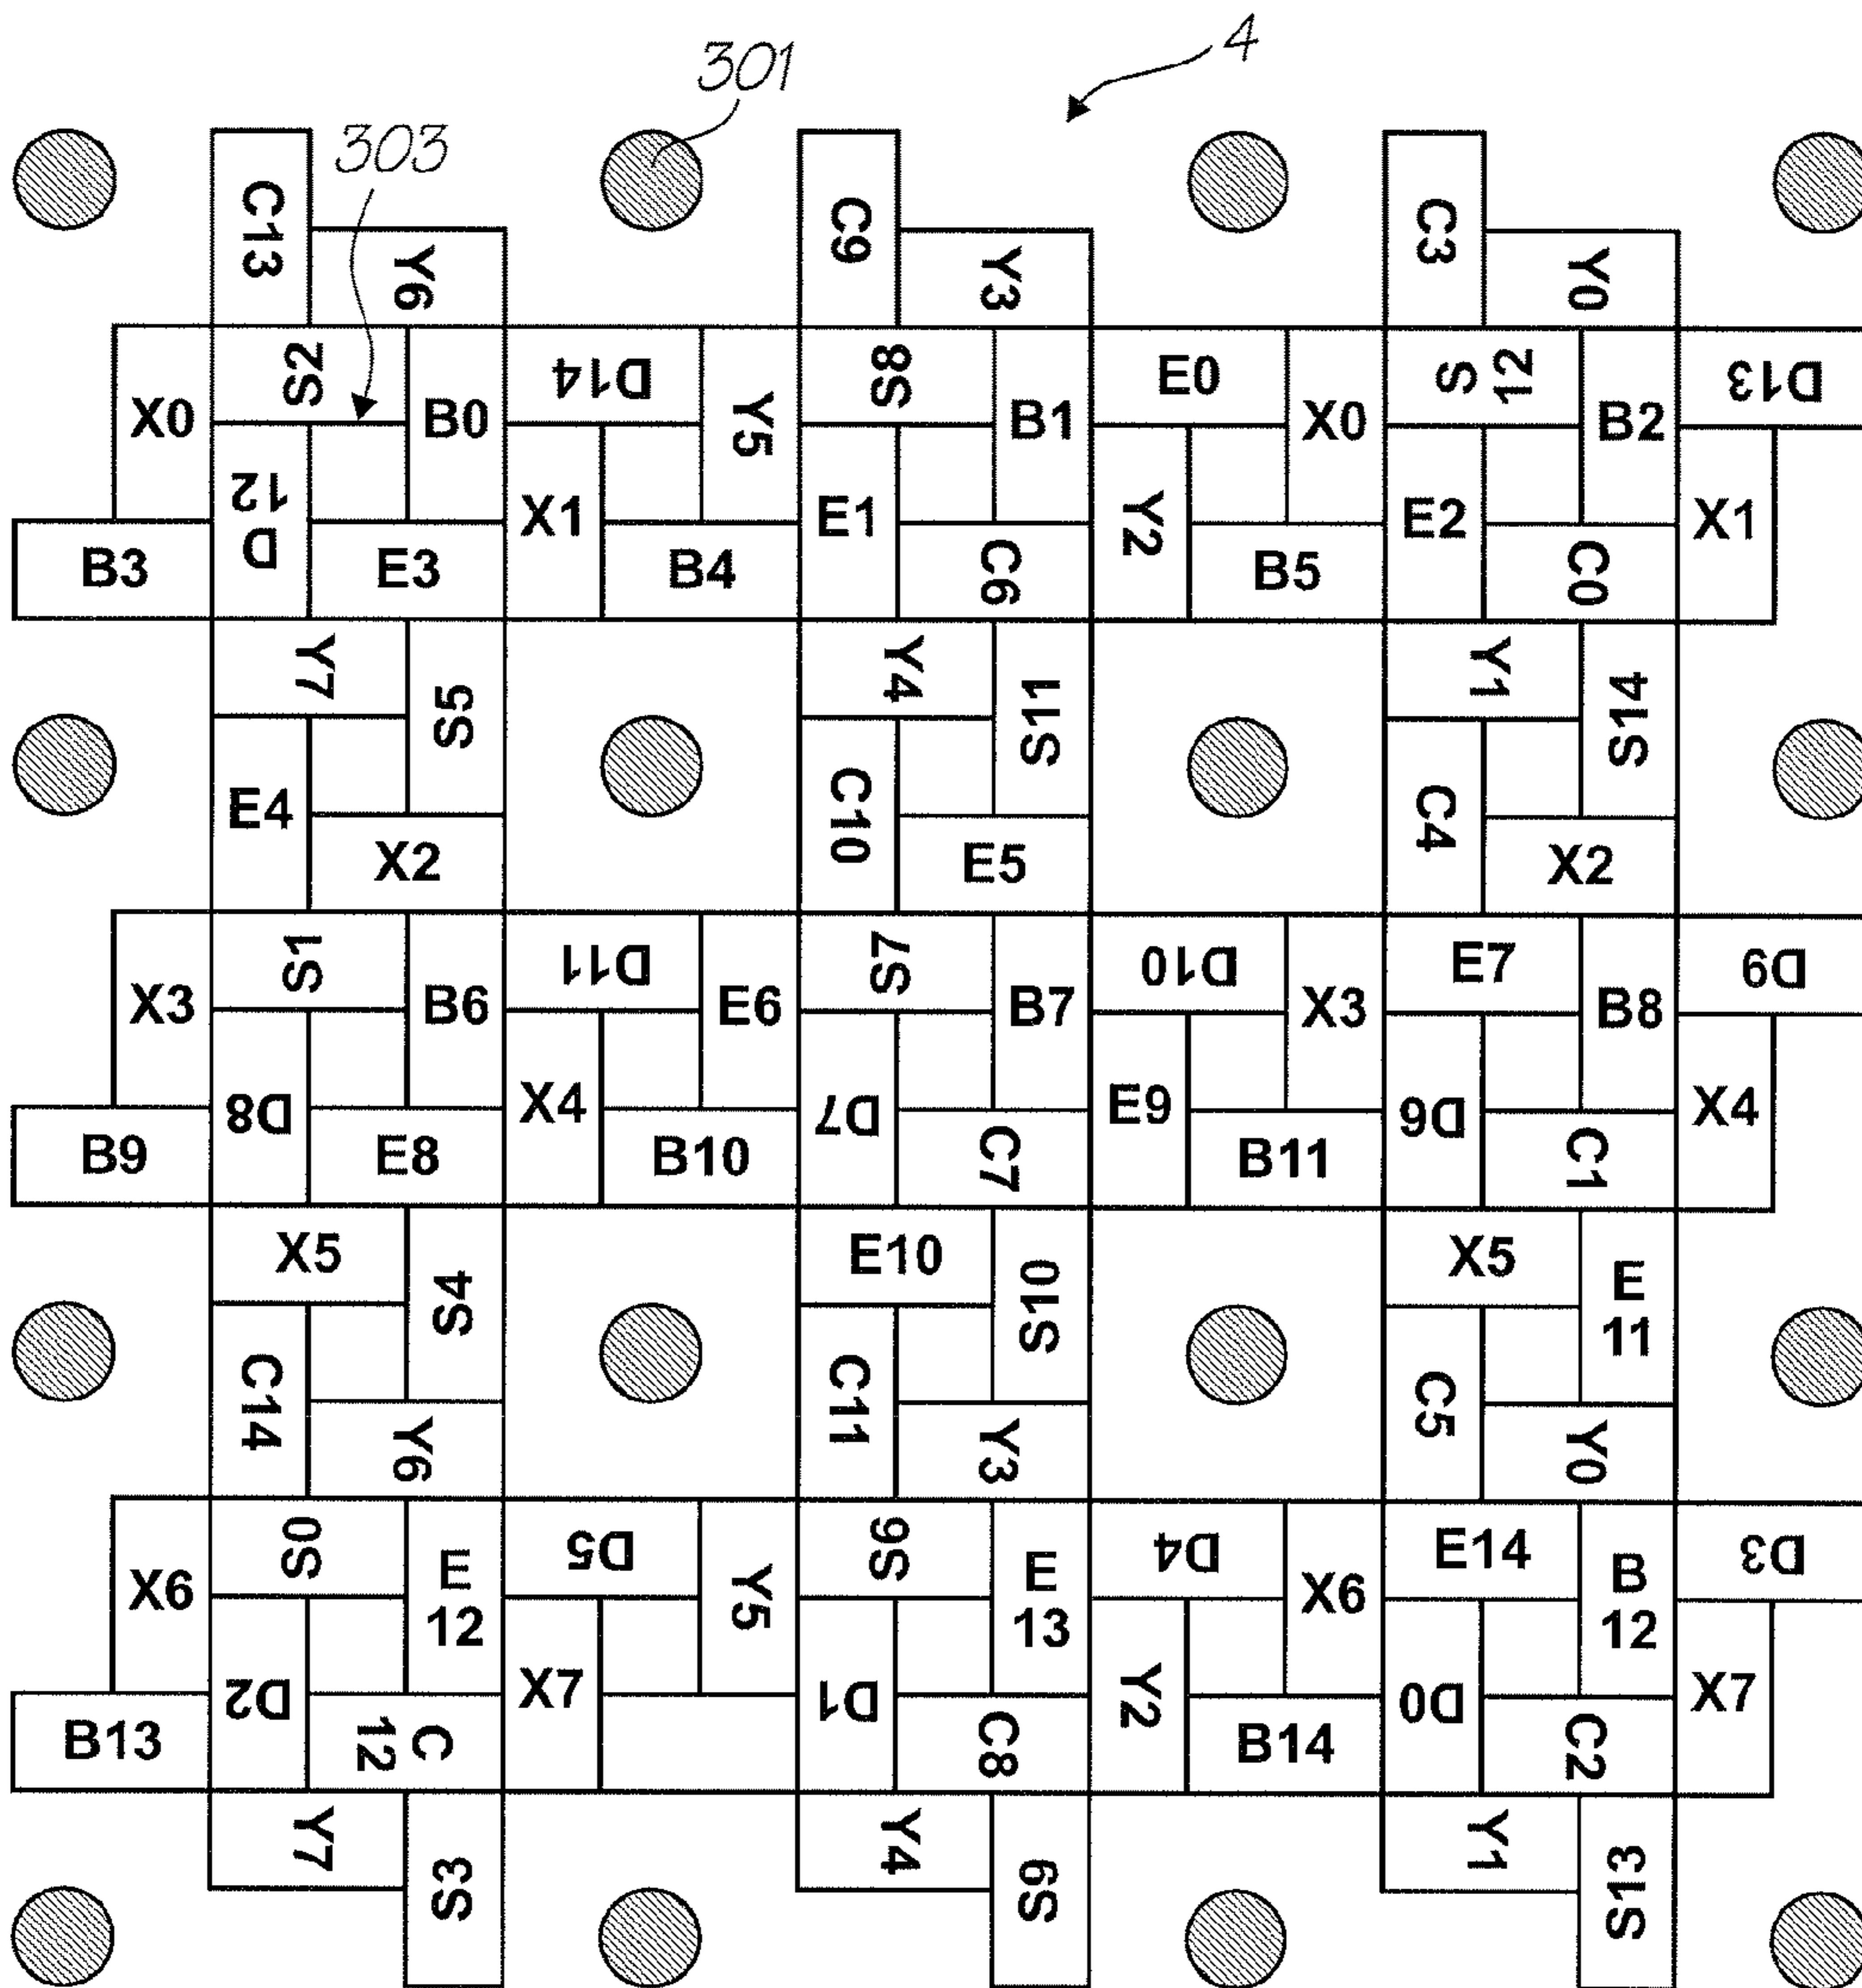 301
4
303
C13
C9
C3
Y6
Y3
Y0
X0
S2
B0
D14
Y5
S8
B1
E0
X0
S
12
B2
D13
D
12
X1
E1
Y2
E2
X1
B3
E3
B4
C6
B5
C0
Y7
S5
Y4
S11
Y1
S14
E4
C10
C4
X2
E5
X2
X3
S1
B6
D11
E6
S7
B7
D10
X3
E7
B8
D9
D8
X4
D7
E9
D6
X4
B9
E8
B10
C7
B11
C1
X5
S4
E10
S10
X5
E
11
C14
C11
C5
Y6
Y3
Y0
X6
S0
E
12
D5
Y5
S9
E
13
D4
X6
E14
B
12
D3
D2
X7
D1
Y2
D0
X7
B13
C
12
C8
B14
C2
Y7
S3
Y4
S6
Y1
S13